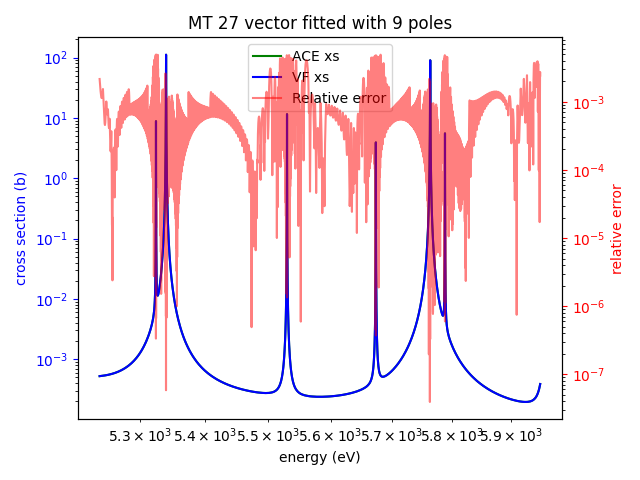 MT 27 vector fitted with 9 poles
ACE xs
VF xs
Relative error
10²
10¹
10⁰
10⁻¹
10⁻²
10⁻³
cross section (b)
10⁻³
10⁻⁴
10⁻⁵
10⁻⁶
10⁻⁷
relative error
5.3 × 10³ 5.4 × 10³ 5.5 × 10³ 5.6 × 10³ 5.7 × 10³ 5.8 × 10³ 5.9 × 10³
energy (eV)